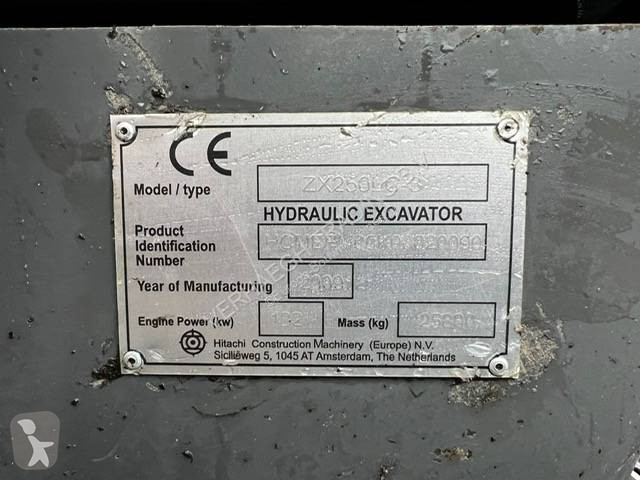 CE
Model / type ZX250LC-3
HYDRAULIC EXCAVATOR
Product
Identification
Number
Year of Manufacturing
Engine Power (kw) Mass (kg)
Hitachi Construction Machinery (Europe) N.V.
Siciliëweg 5, 1045 AT Amsterdam, The Netherlands